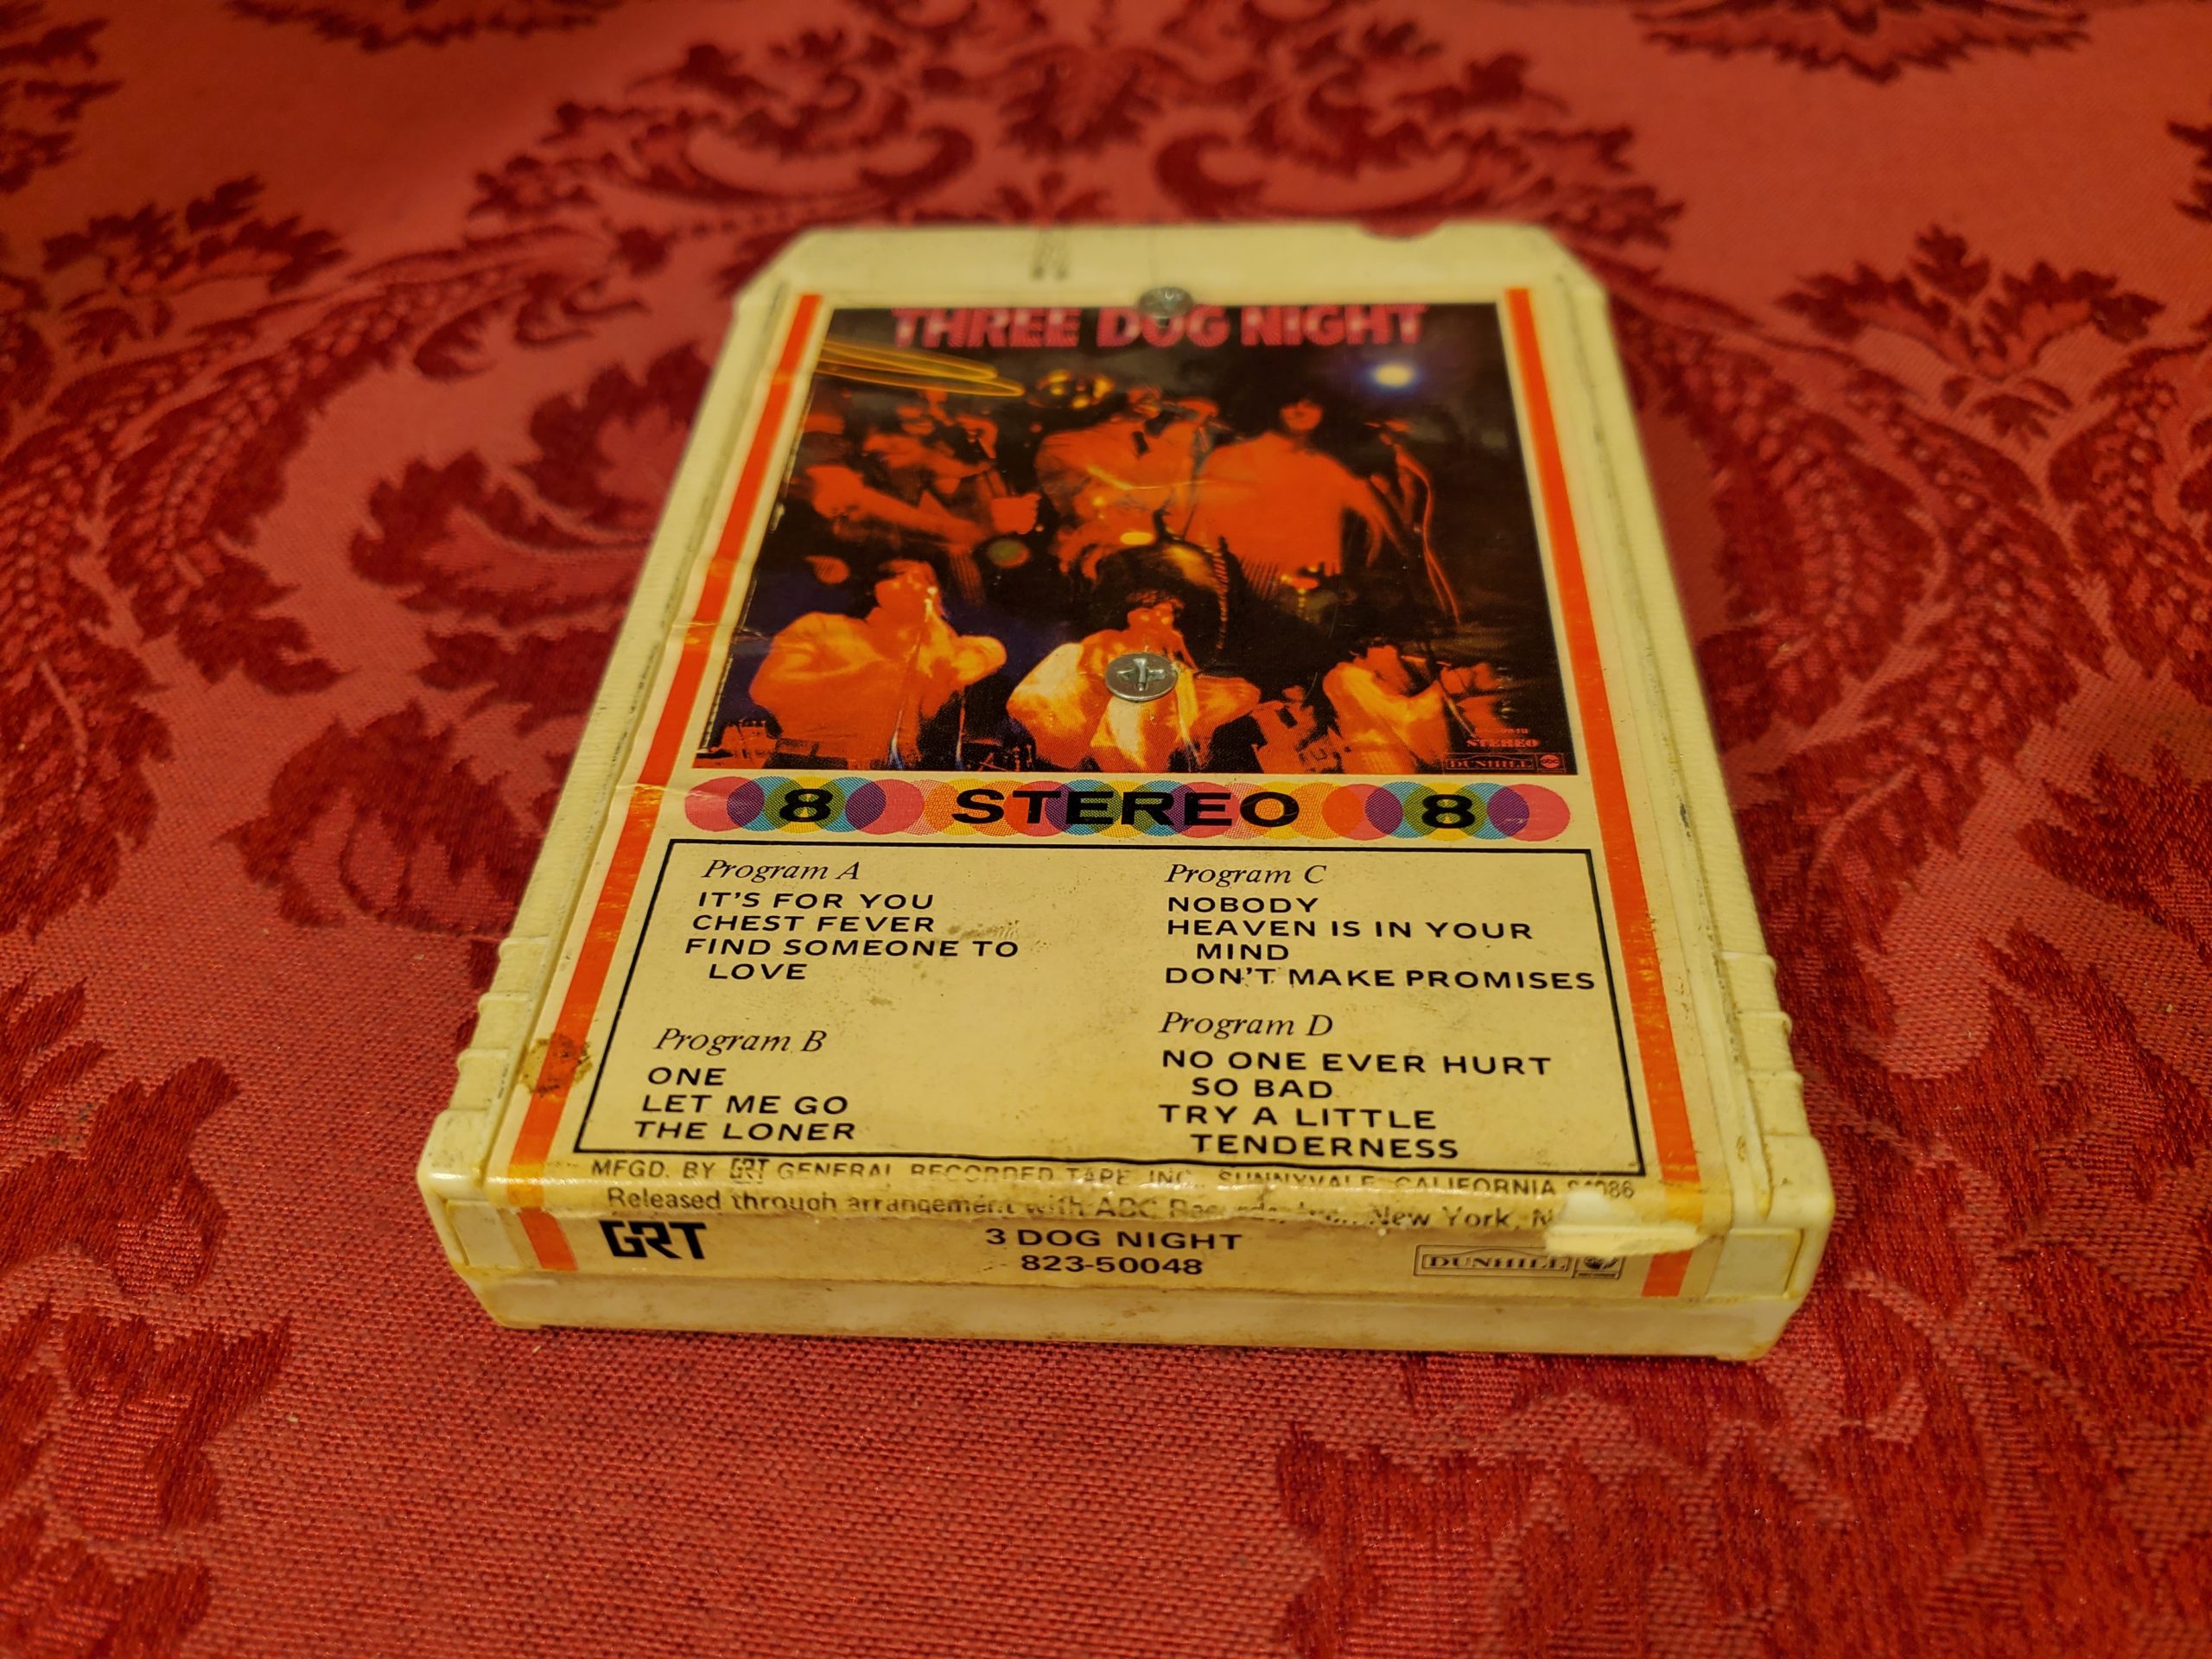 THREE DOG NIGHT
STEREO
DUNHILL abc
8 STEREO 8
Program A
IT'S FOR YOU
CHEST FEVER
FIND SOMEONE TO
LOVE
Program B
ONE
LET ME GO
THE LONER
Program C
NOBODY
HEAVEN IS IN YOUR
MIND
DON'T MAKE PROMISES
Program D
NO ONE EVER HURT
SO BAD
TRY A LITTLE
TENDERNESS
MFGD. BY GRT GENERAL RECORDED TAPE, INC., SUNNYVALE, CALIFORNIA 94086
Released through arrangement with ABC Records, New York,
GRT
3 DOG NIGHT
823-50048
DUNHILL